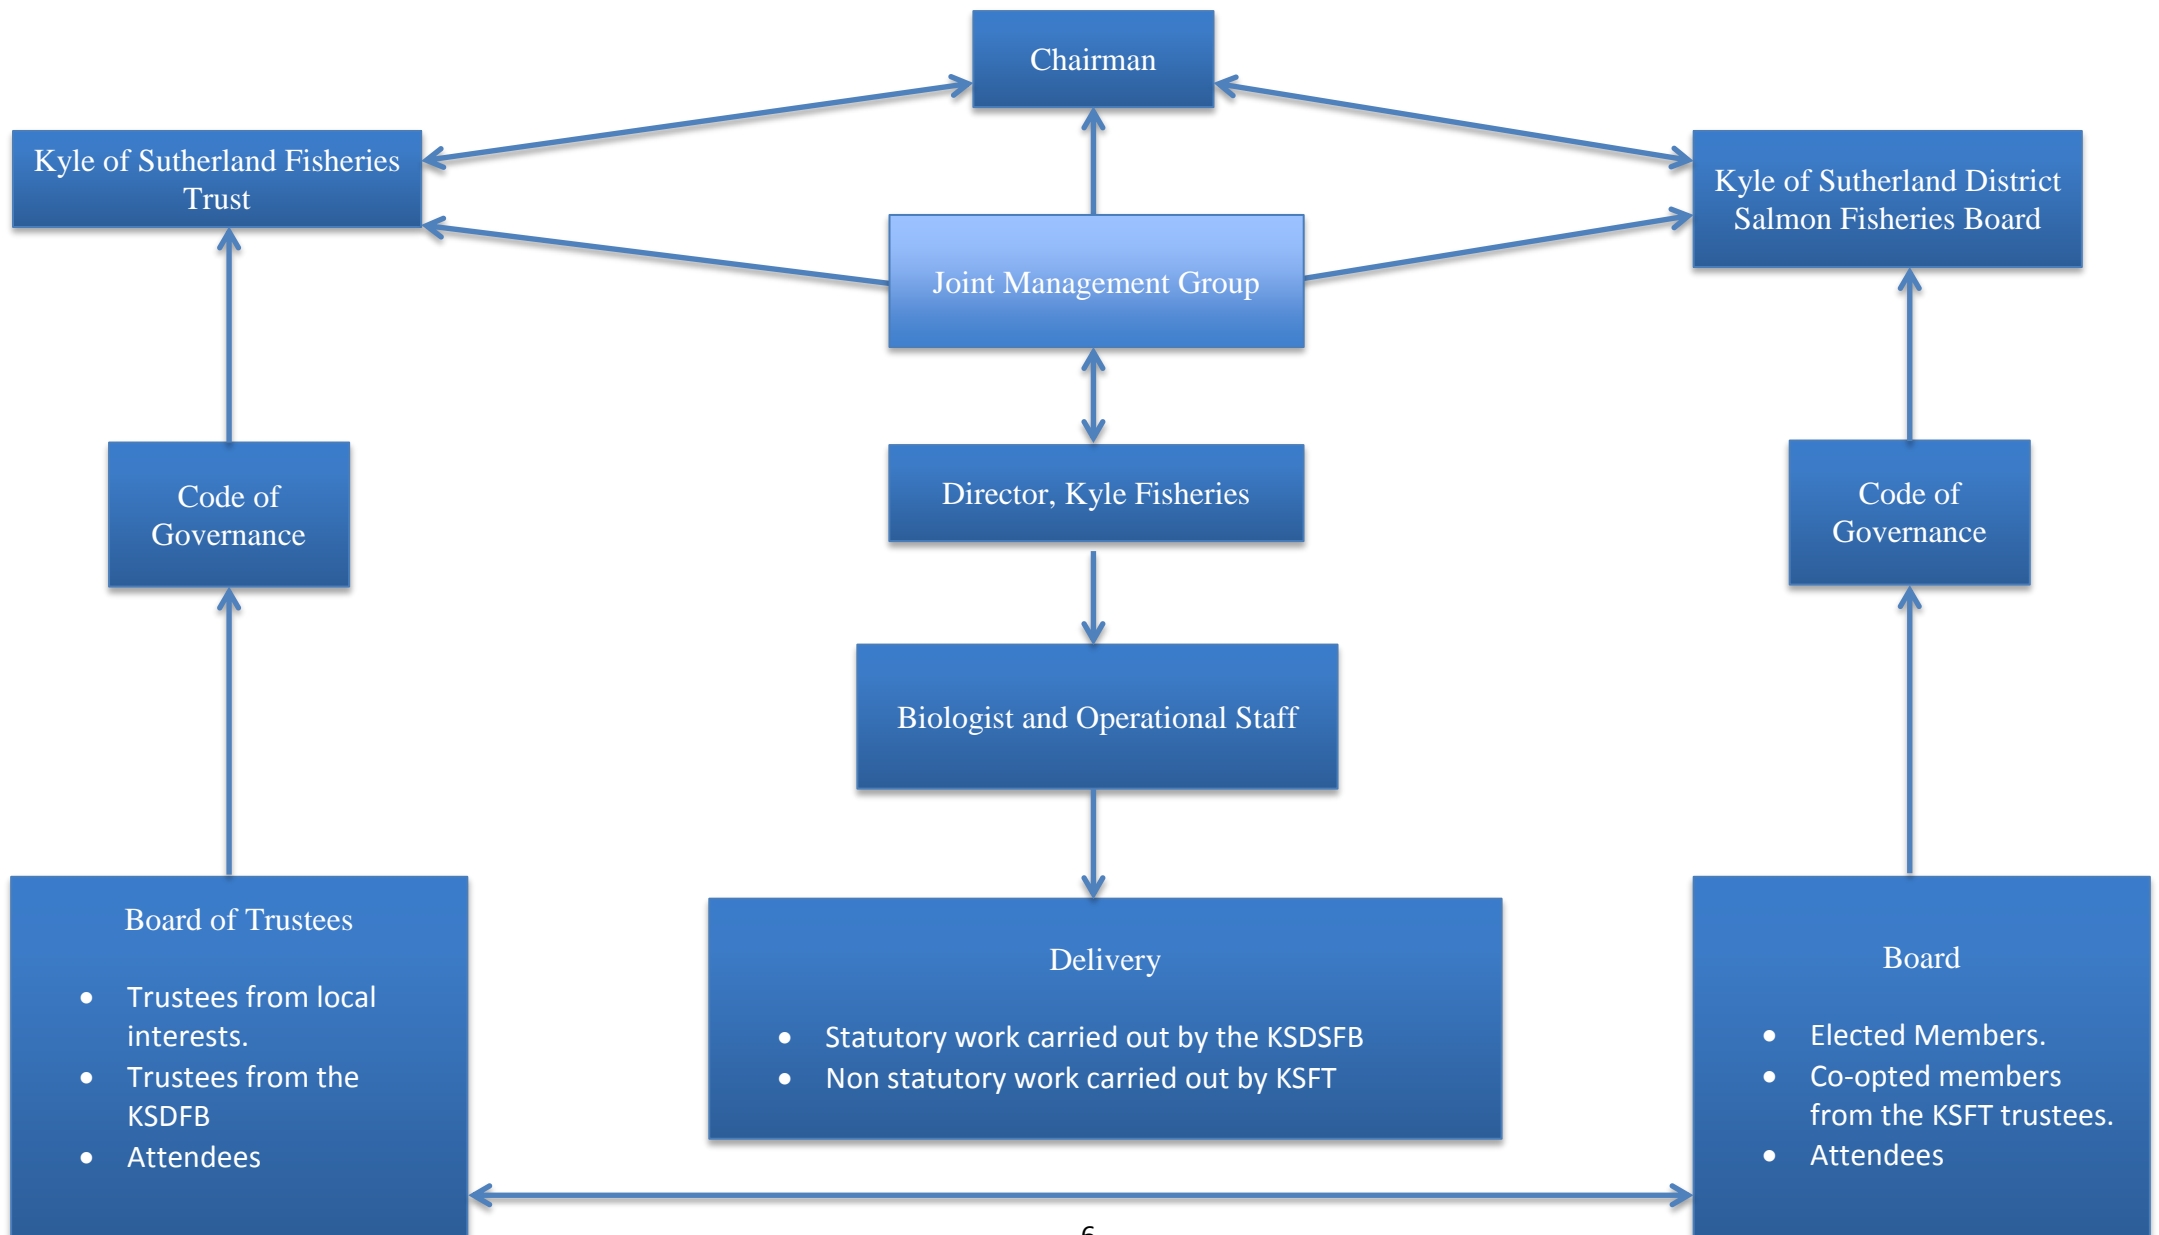 Chairman
Kyle of Sutherland Fisheries
Trust
Kyle of Sutherland District
Salmon Fisheries Board
Joint Management Group
Code of
Governance
Director, Kyle Fisheries
Code of
Governance
Biologist and Operational Staff
Board of Trustees
• Trustees from local
interests.
• Trustees from the
KSDFB
• Attendees
Delivery
• Statutory work carried out by the KSDSFB
• Non statutory work carried out by KSFT
Board
• Elected Members.
• Co-opted members
from the KSFT trustees.
• Attendees
6